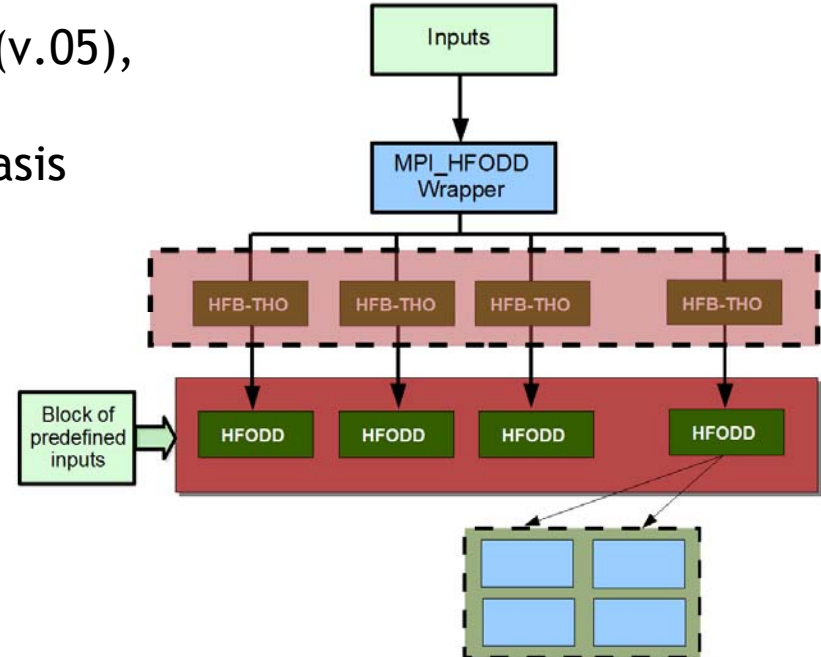 (v.05),
asis
Inputs
MPI_HFODD
Wrapper
HFB-THO HFB-THO HFB-THO HFB-THO
Block of
predefined
inputs
HFODD HFODD HFODD HFODD